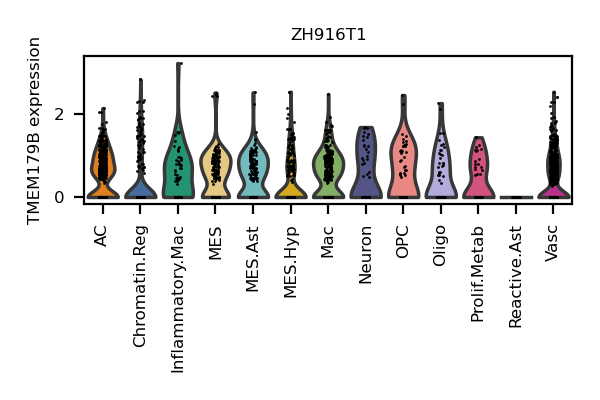 ZH916T1
TMEM179B expression
2
0
AC
Chromatin.Reg
Inflammatory.Mac
MES
MES.Ast
MES.Hyp
Mac
Neuron
OPC
Oligo
Prolif.Metab
Reactive.Ast
Vasc